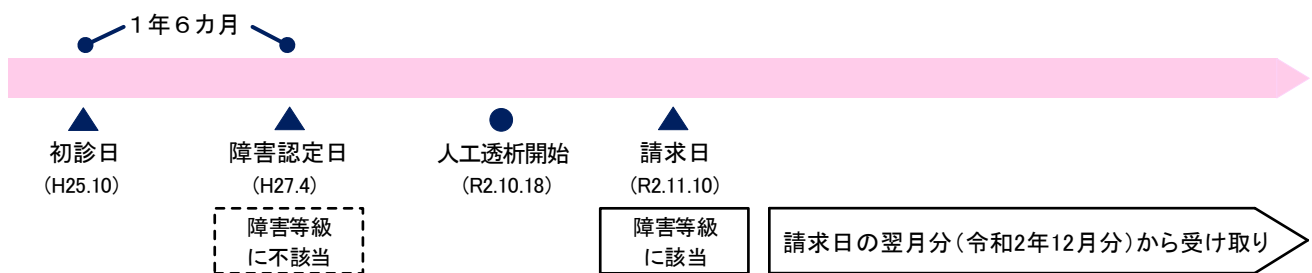 1年6カ月
初診日
(H25.10)
障害認定日
(H27.4)
障害等級
に不該当
人工透析開始
(R2.10.18)
請求日
(R2.11.10)
障害等級
に該当
請求日の翌月分(令和2年12月分)から受け取り